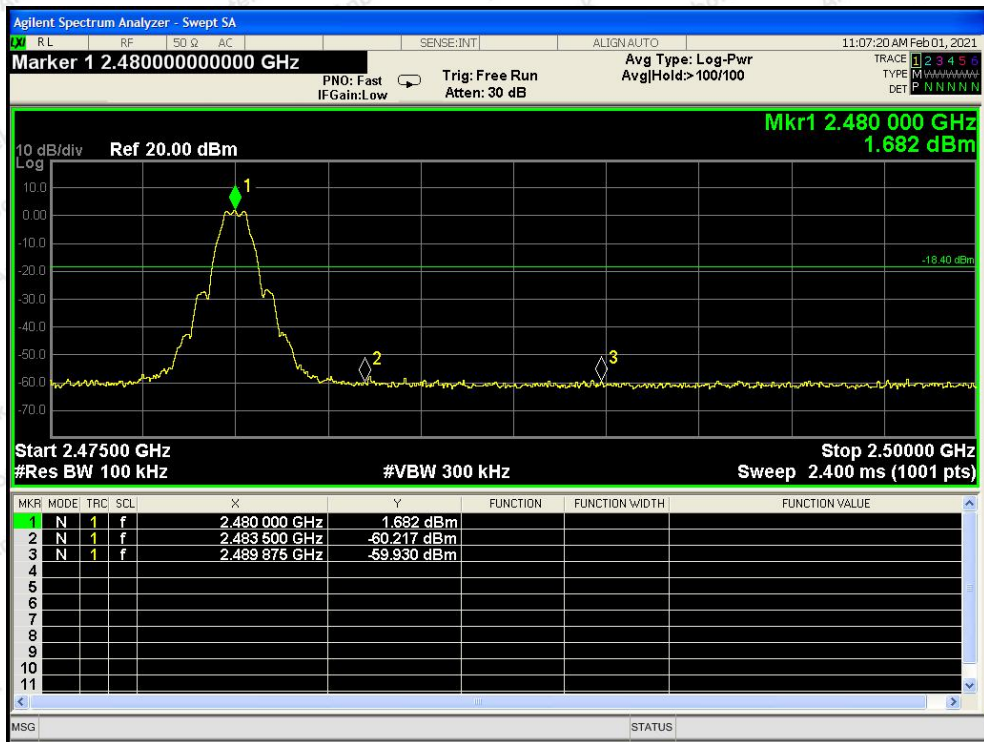 Agilent Spectrum Analyzer - Swept SA
LXI RL RF 50 Ω AC SENSE:INT ALIGN AUTO 11:07:20 AM Feb 01, 2021
Marker 1 2.480000000000 GHz
PNO: Fast
IFGain:Low
Trig: Free Run
Atten: 30 dB
Avg Type: Log-Pwr
Avg|Hold:>100/100
TRACE 1 2 3 4 5 6
TYPE M
DET P N N N N N
Mkr1 2.480 000 GHz
1.682 dBm
10 dB/div Ref 20.00 dBm
Log
10.0
0.00
-10.0
-20.0
-30.0
-40.0
-50.0
-60.0
-70.0
1
2
3
-18.40 dBm
Start 2.47500 GHz Stop 2.50000 GHz
#Res BW 100 kHz #VBW 300 kHz Sweep 2.400 ms (1001 pts)
MKR MODE TRC SCL X Y FUNCTION FUNCTION WIDTH FUNCTION VALUE
1 N 1 f 2.480 000 GHz 1.682 dBm
2 N 1 f 2.483 500 GHz -60.217 dBm
3 N 1 f 2.489 875 GHz -59.930 dBm
4
5
6
7
8
9
10
11
MSG STATUS